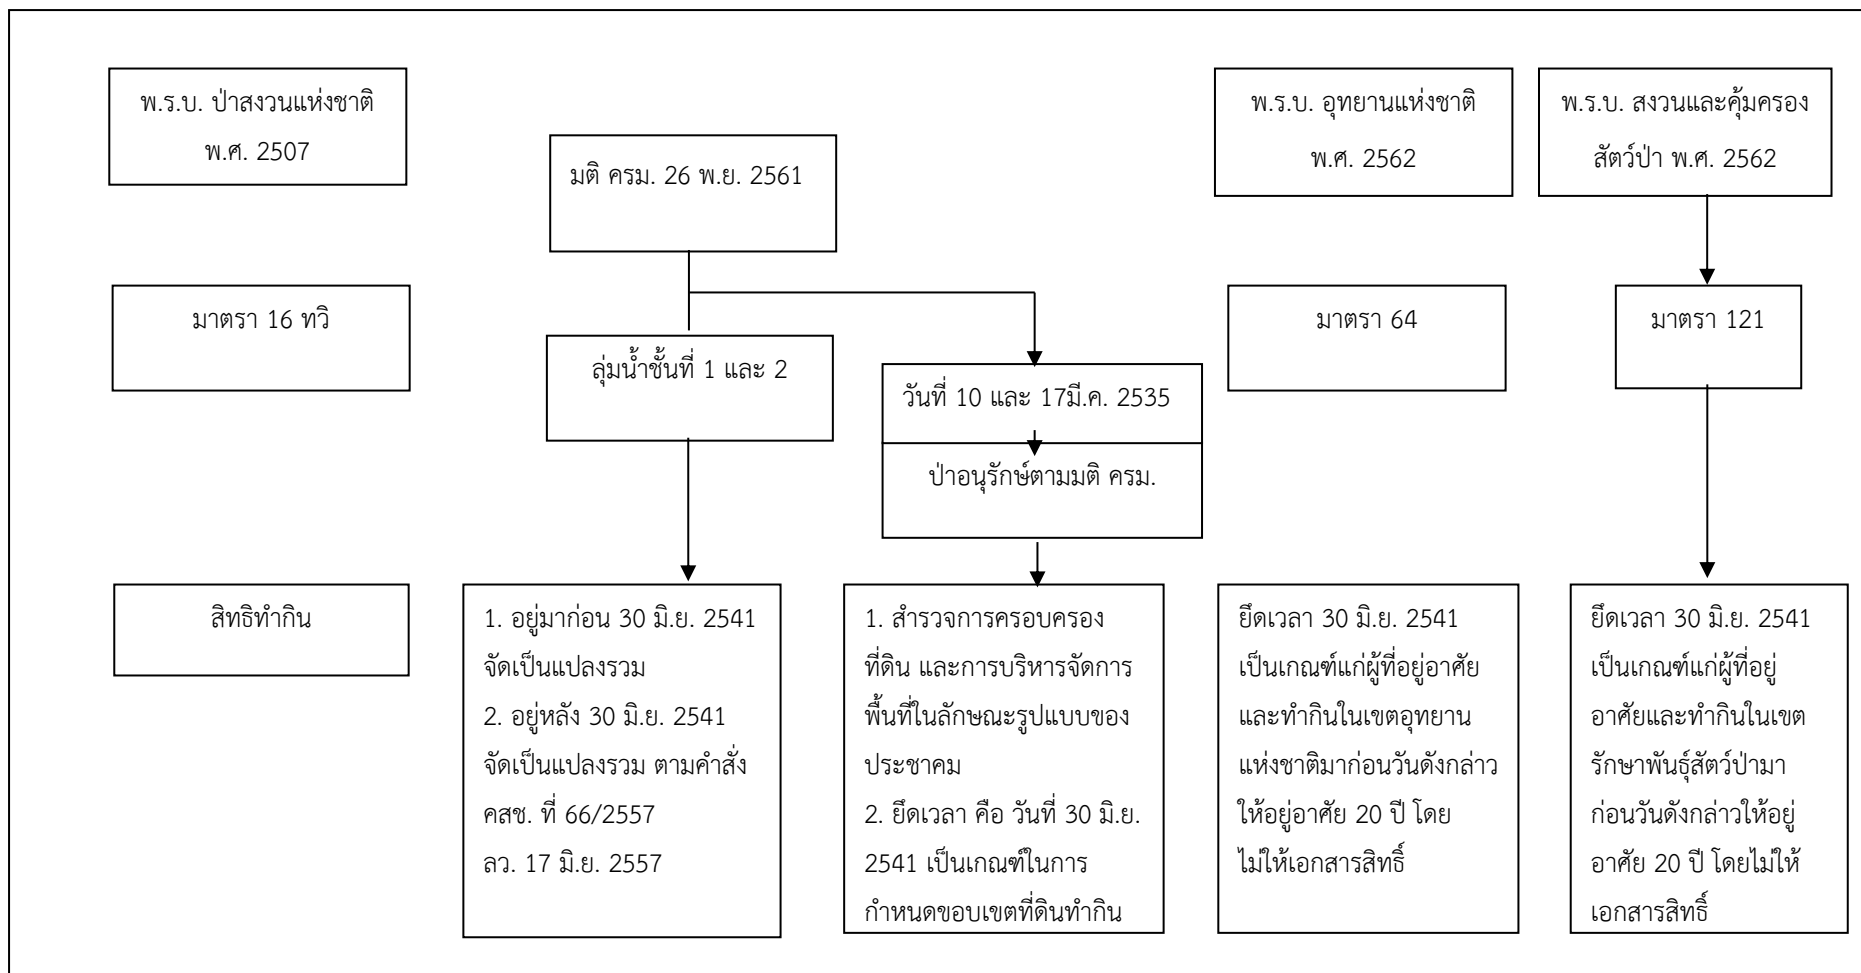 พ.ร.บ. ป่าสงวนแห่งชาติ
พ.ศ. 2507
มติ ครม. 26 พ.ย. 2561
พ.ร.บ. อุทยานแห่งชาติ
พ.ศ. 2562
พ.ร.บ. สงวนและคุ้มครอง
สัตว์ป่า พ.ศ. 2562
มาตรา 16 ทวิ
ลุ่มน้ำชั้นที่ 1 และ 2
วันที่ 10 และ 17มี.ค. 2535
ป่าอนุรักษ์ตามมติ ครม.
มาตรา 64
มาตรา 121
สิทธิทำกิน
1. อยู่มาก่อน 30 มิ.ย. 2541
จัดเป็นแปลงรวม
2. อยู่หลัง 30 มิ.ย. 2541
จัดเป็นแปลงรวม ตามคำสั่ง
คสช. ที่ 66/2557
ลว. 17 มิ.ย. 2557
1. สำรวจการครอบครอง
ที่ดิน และการบริหารจัดการ
พื้นที่ในลักษณะรูปแบบของ
ประชาคม
2. ยึดเวลา คือ วันที่ 30 มิ.ย.
2541 เป็นเกณฑ์ในการ
กำหนดขอบเขตที่ดินทำกิน
ยึดเวลา 30 มิ.ย. 2541
เป็นเกณฑ์แก่ผู้ที่อยู่อาศัย
และทำกินในเขตอุทยาน
แห่งชาติมาก่อนวันดังกล่าว
ให้อยู่อาศัย 20 ปี โดย
ไม่ให้เอกสารสิทธิ์
ยึดเวลา 30 มิ.ย. 2541
เป็นเกณฑ์แก่ผู้ที่อยู่
อาศัยและทำกินในเขต
รักษาพันธุ์สัตว์ป่ามา
ก่อนวันดังกล่าวให้อยู่
อาศัย 20 ปี โดยไม่ให้
เอกสารสิทธิ์